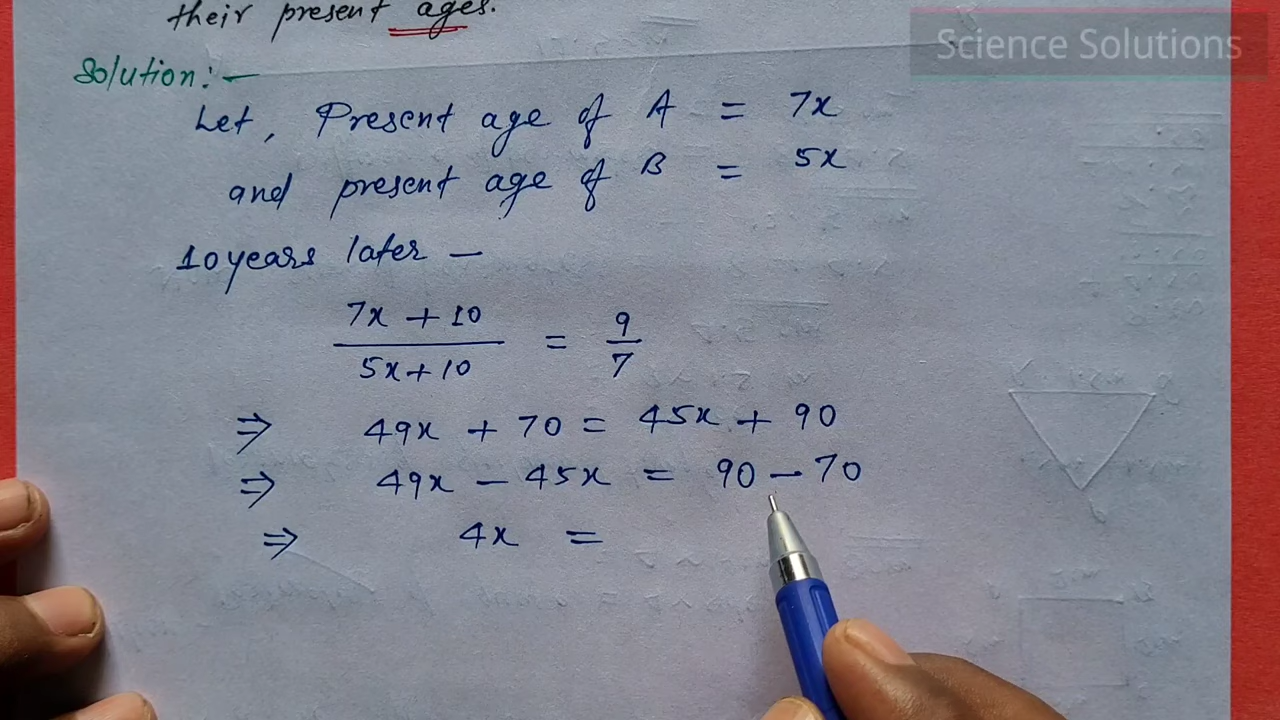 their present ages.
Science Solutions
Solution:-
Let, Present age of A = 7x
and present age of B = 5x
10 years later -
7x + 10 / 5x + 10 = 9 / 7
⇒ 49x + 70 = 45x + 90
⇒ 49x - 45x = 90 - 70
⇒ 4x =